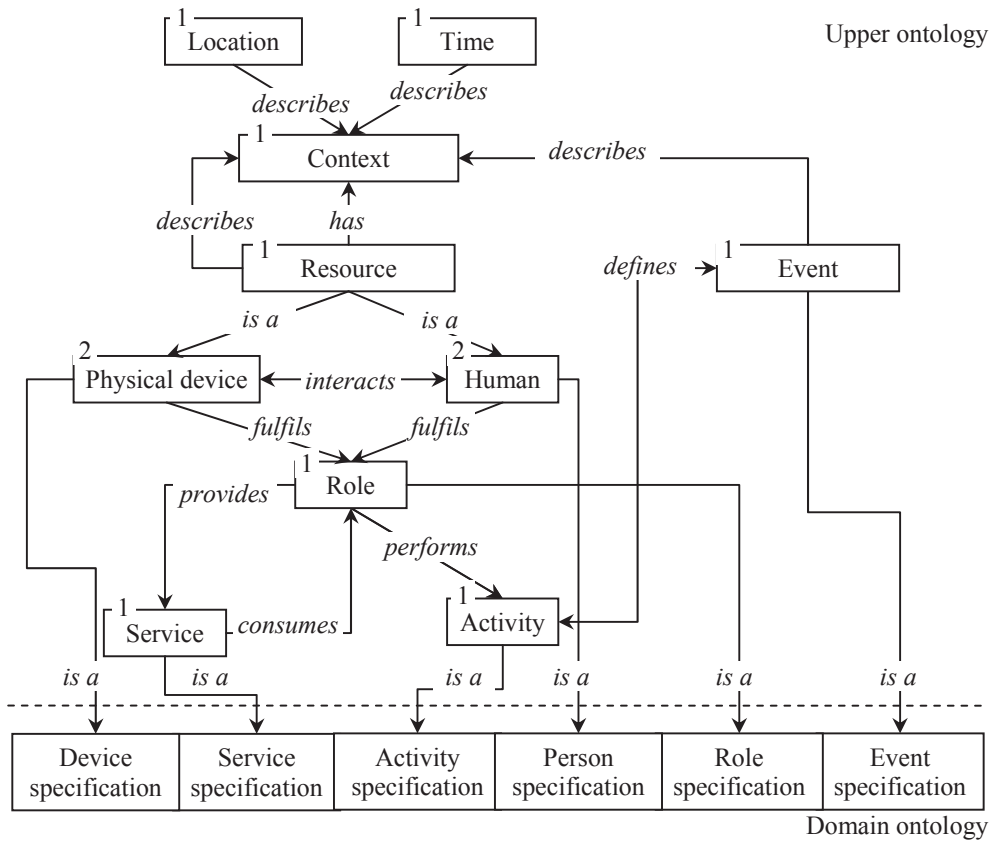 1
Location
1
Time
Upper ontology
describes
describes
1
Context
describes
describes
has
1
Resource
defines
1
Event
is a
is a
2
Physical device
interacts
2
Human
fulfils
fulfils
1
Role
provides
performs
1
Service
consumes
1
Activity
is a
is a
is a
is a
is a
is a
Device
specification
Service
specification
Activity
specification
Person
specification
Role
specification
Event
specification
Domain ontology